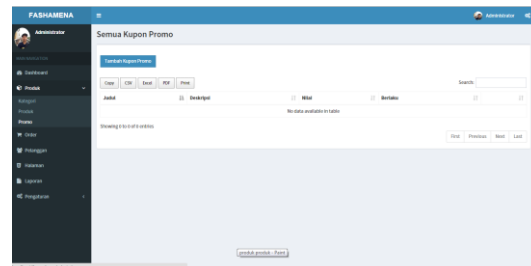 FASHAMENA
Administrator
Administrator
Semua Kupon Promo
MAIN NAVIGATION
Dashboard
Produk
Kategori
Produk
Promo
Order
Pelanggan
Halaman
Laporan
Pengaturan
Tambah Kupon Promo
Copy CSV Excel PDF Print
Search:
Judul Deskripsi Nilai Berlaku
No data available in table
Showing 0 to 0 of 0 entries
First Previous Next Last
produk produk - Paint